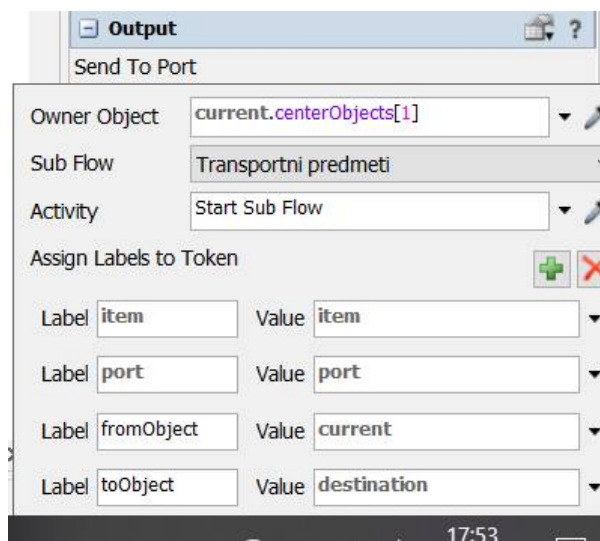 Output ?
Send To Port
Owner Object current.centerObjects[1]
Sub Flow Transportni predmeti
Activity Start Sub Flow
Assign Labels to Token
Label item Value item
Label port Value port
Label fromObject Value current
Label toObject Value destination
17:53